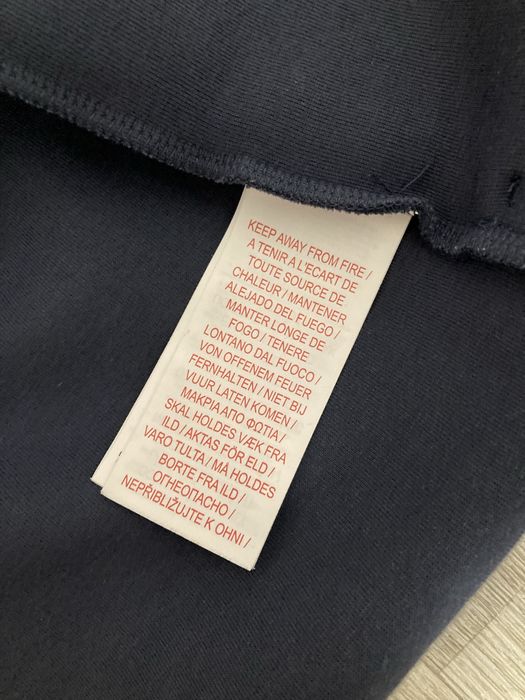 KEEP AWAY FROM FIRE /
A TENIR A L'ECART DE
TOUTE SOURCE DE
CHALEUR / MANTENER
ALEJADO DEL FUEGO /
MANTER LONGE DE
FOGO / TENERE
LONTANO DAL FUOCO /
VON OFFENEM FEUER
FERNHALTEN / NIET BIJ
VUUR LATEN KOMEN /
ΜΑΚΡΙΑ ΑΠΟ ΦΩΤΙΑ /
SKAL HOLDES VÆK FRA
ILD / AKTAS FÖR ELD /
VARO TULTA / MÅ HOLDES
BORTE FRA ILD /
ОГНЕОПАСНО /
NEPŘIBLIŽUJTE K OHNI /